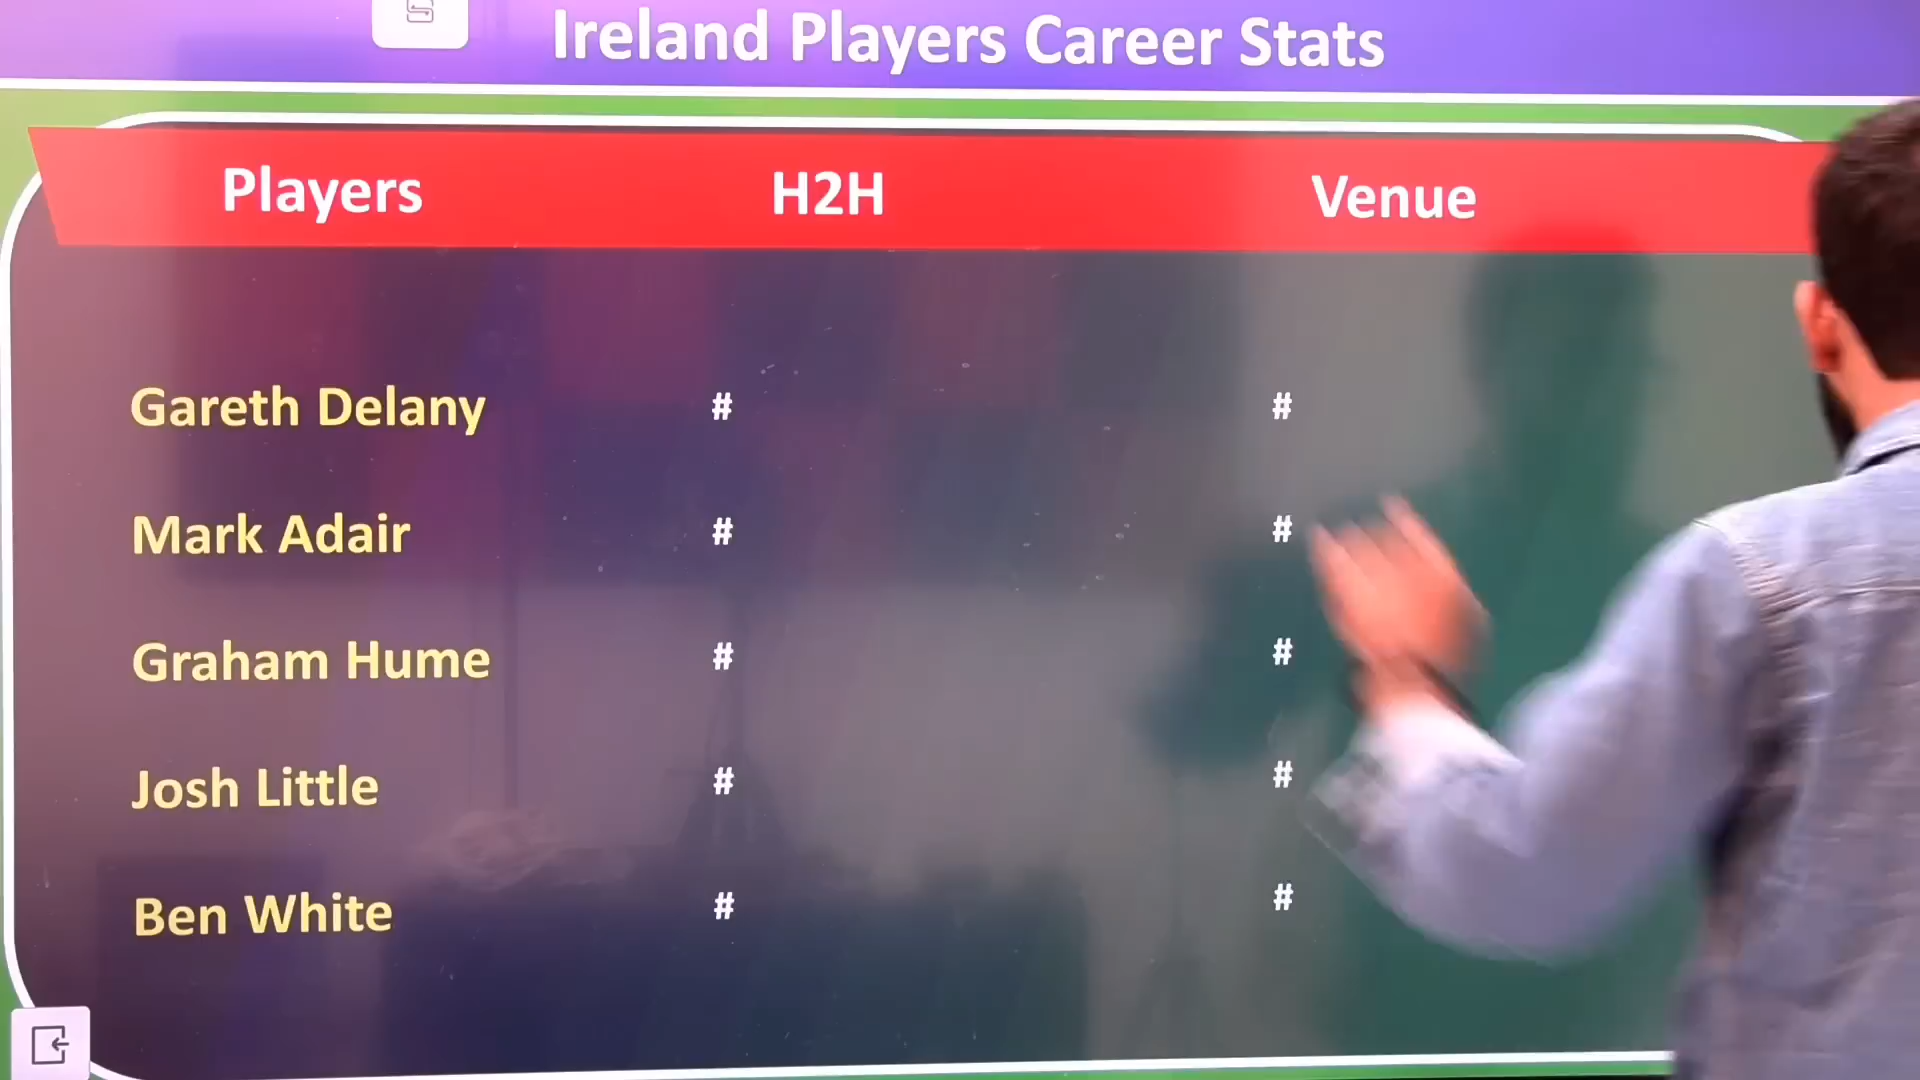 Ireland Players Career Stats
Players H2H Venue
Gareth Delany # #
Mark Adair # #
Graham Hume # #
Josh Little # #
Ben White # #